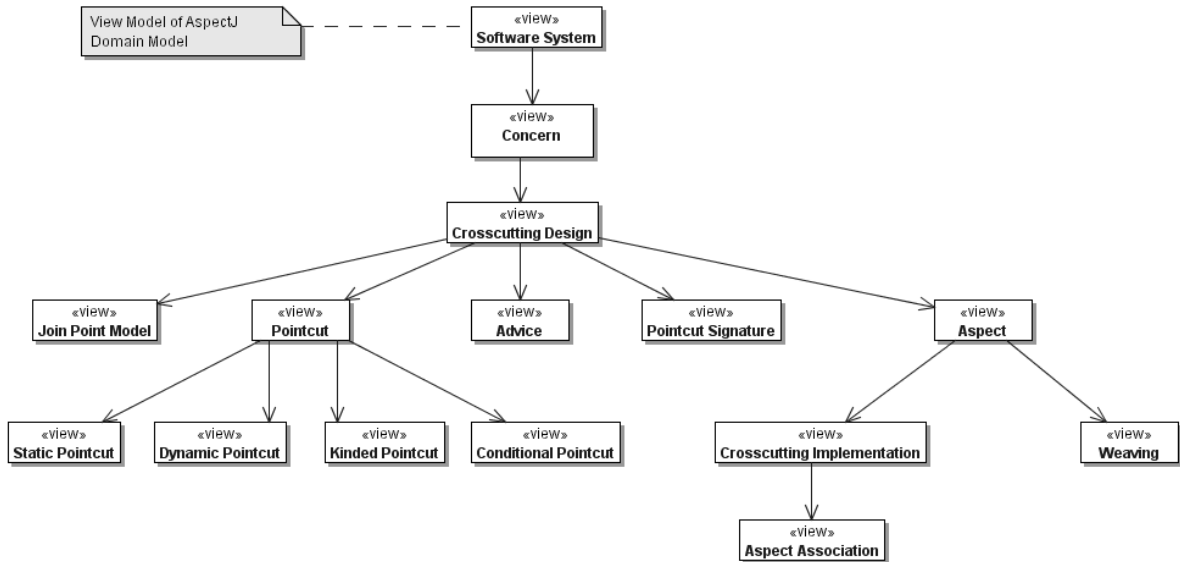 View Model of AspectJ
Domain Model
«view»
Software System
«view»
Concern
«view»
Crosscutting Design
«view»
Join Point Model
«view»
Pointcut
«view»
Advice
«view»
Pointcut Signature
«view»
Aspect
«view»
Static Pointcut
«view»
Dynamic Pointcut
«view»
Kinded Pointcut
«view»
Conditional Pointcut
«view»
Crosscutting Implementation
«view»
Weaving
«view»
Aspect Association